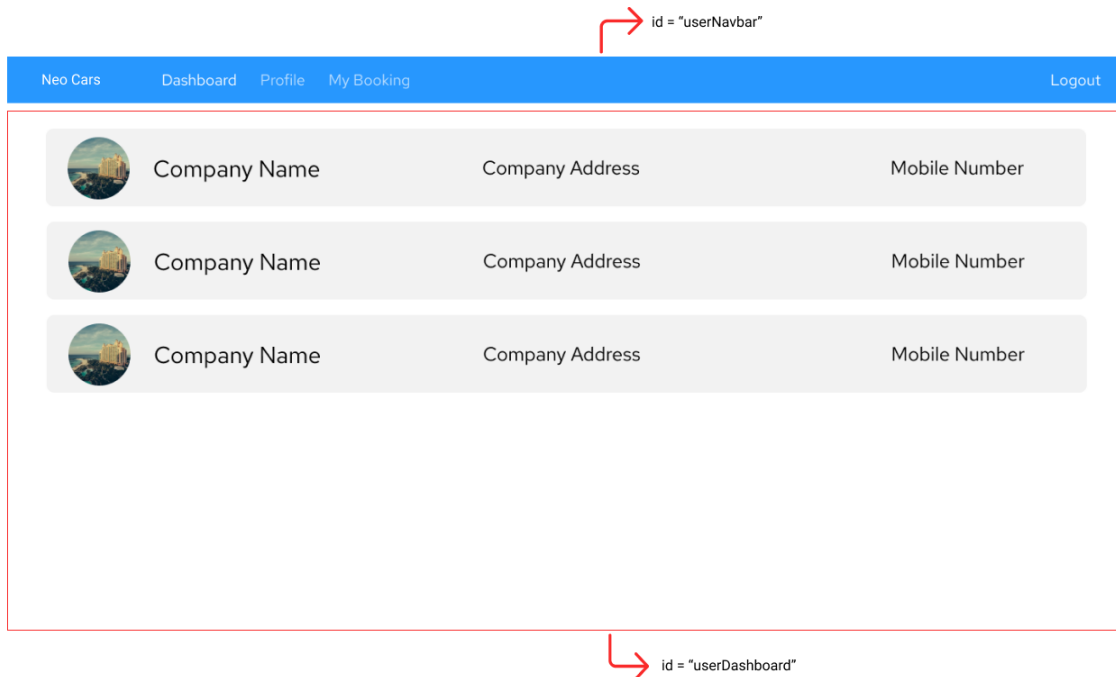 id = “userNavbar”
Neo Cars Dashboard Profile My Booking Logout
Company Name Company Address Mobile Number
Company Name Company Address Mobile Number
Company Name Company Address Mobile Number
id = “userDashboard”